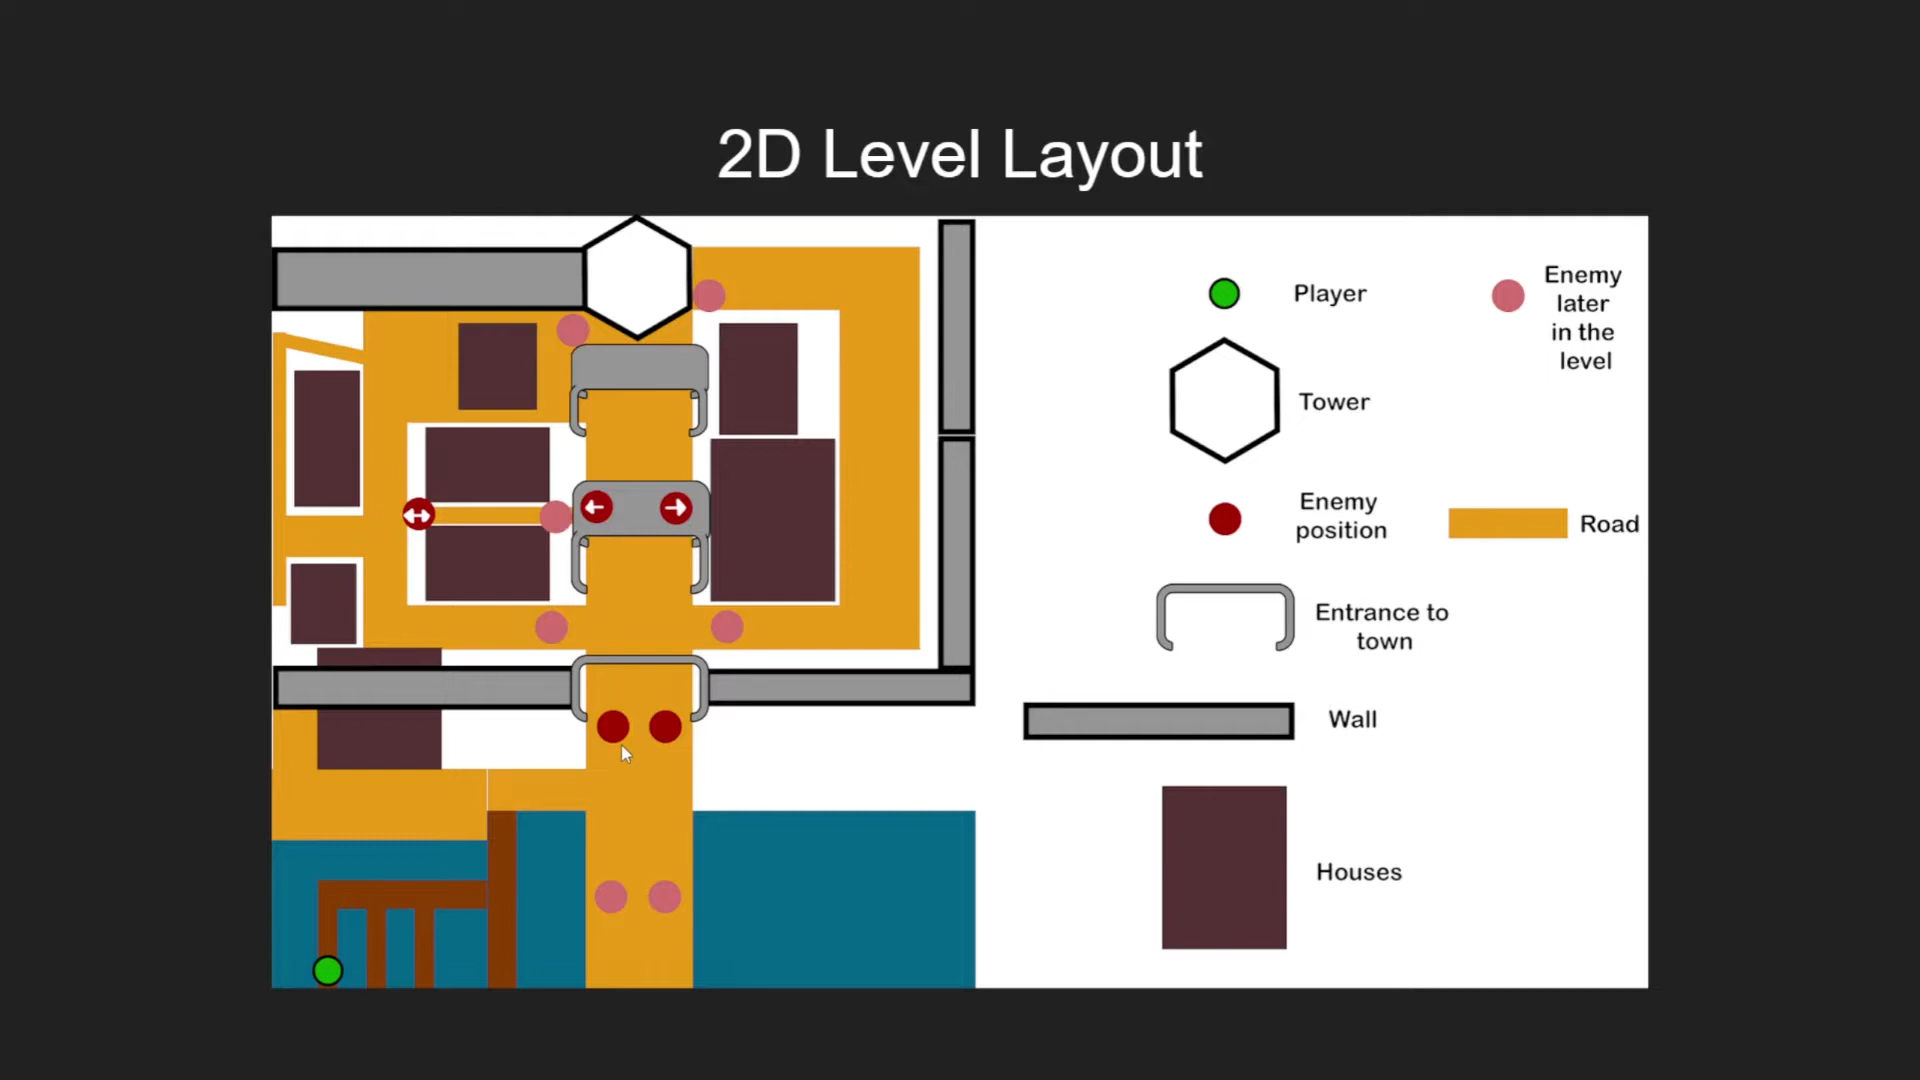 2D Level Layout
Player
Enemy
later
in the
level
Tower
Enemy
position
Road
Entrance to
town
Wall
Houses